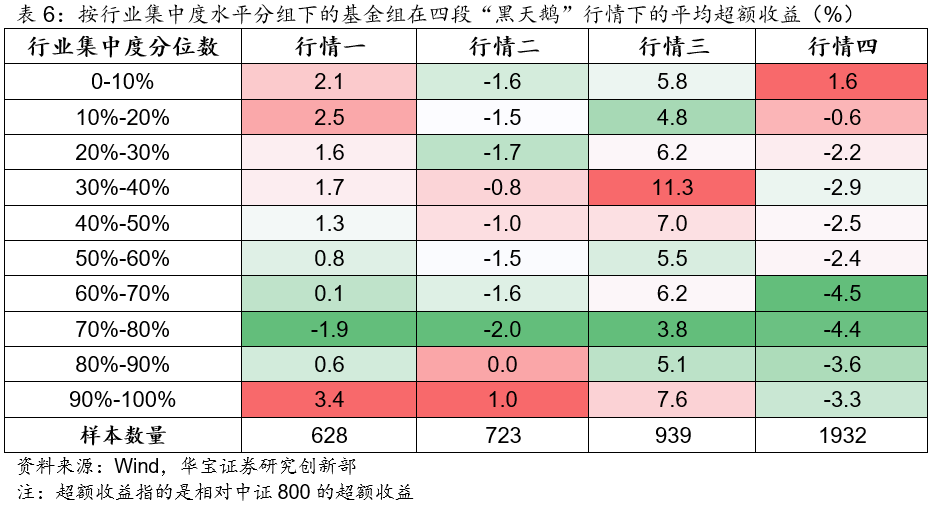 表 6：按行业集中度水平分组下的基金组在四段“黑天鹅”行情下的平均超额收益（%）
行业集中度分位数 行情一 行情二 行情三 行情四
0-10% 2.1 -1.6 5.8 1.6
10%-20% 2.5 -1.5 4.8 -0.6
20%-30% 1.6 -1.7 6.2 -2.2
30%-40% 1.7 -0.8 11.3 -2.9
40%-50% 1.3 -1.0 7.0 -2.5
50%-60% 0.8 -1.5 5.5 -2.4
60%-70% 0.1 -1.6 6.2 -4.5
70%-80% -1.9 -2.0 3.8 -4.4
80%-90% 0.6 0.0 5.1 -3.6
90%-100% 3.4 1.0 7.6 -3.3
样本数量 628 723 939 1932
资料来源：Wind，华宝证券研究创新部
注：超额收益指的是相对中证 800 的超额收益